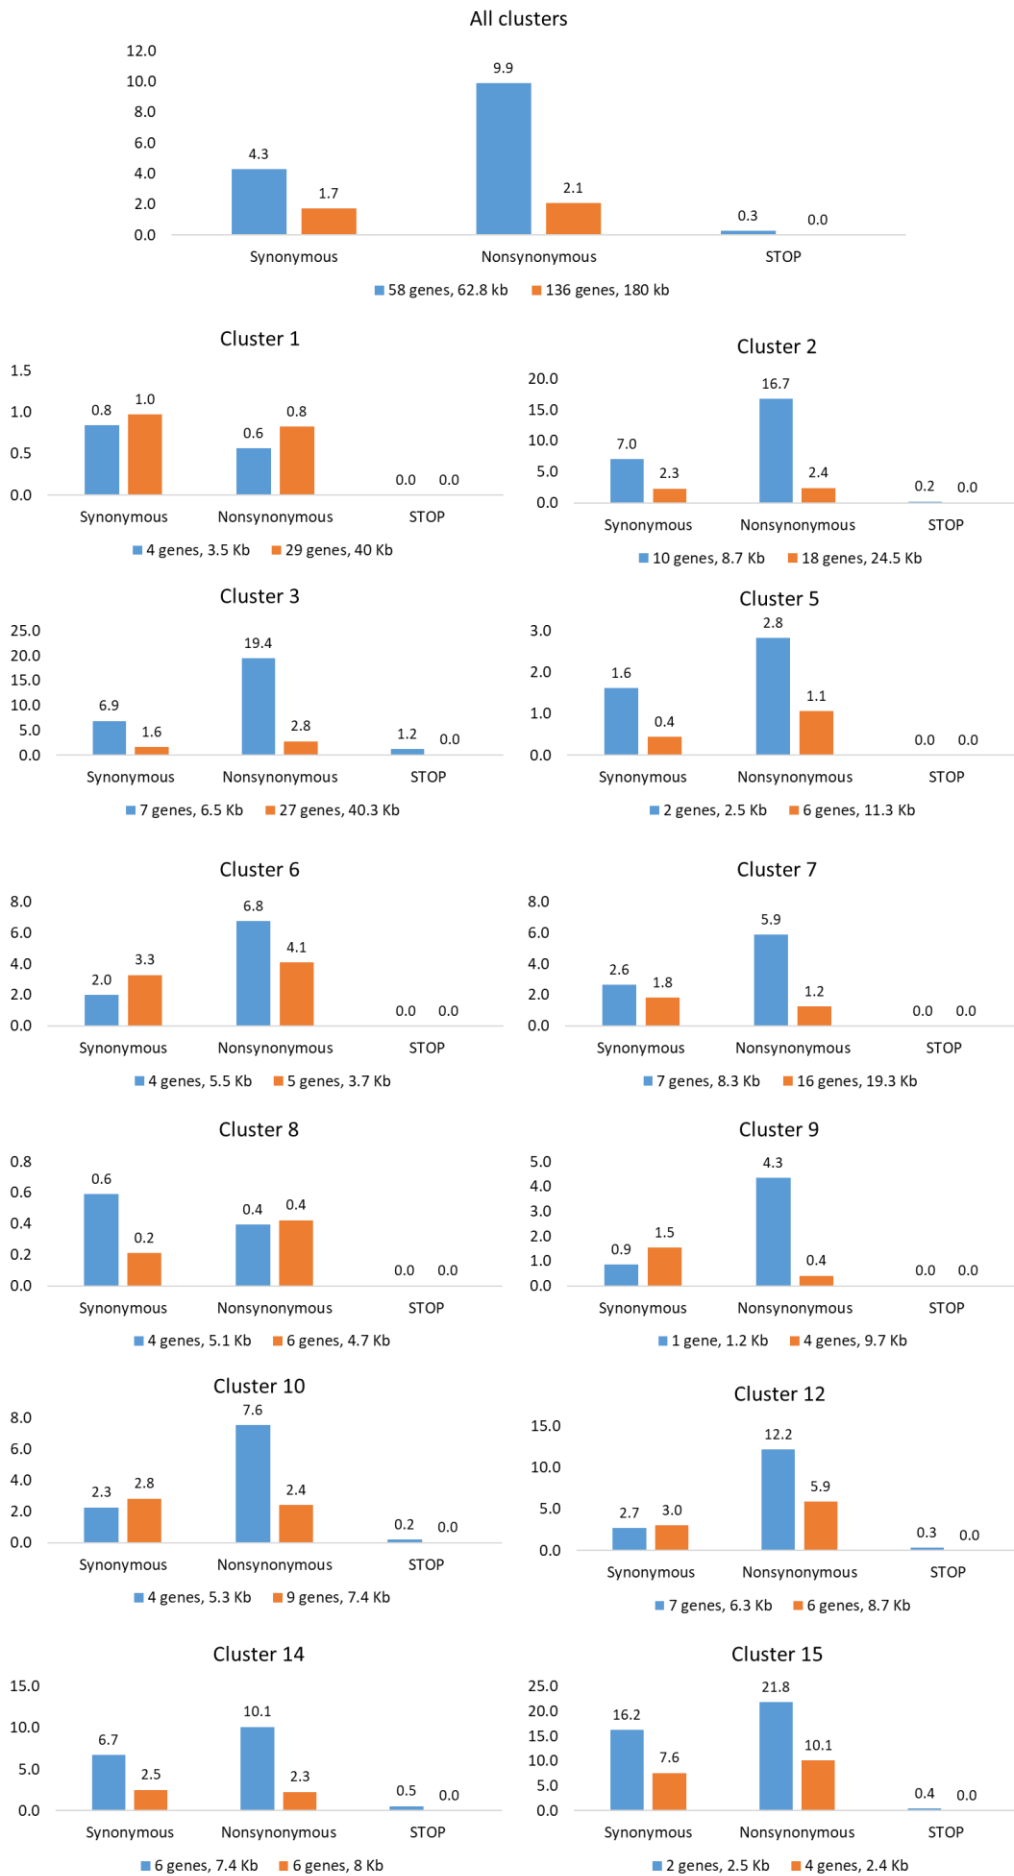 All clusters
12.0
10.0
8.0
6.0
4.0
2.0
0.0
4.3 1.7 9.9 2.1 0.3 0.0
Synonymous Nonsynonymous STOP
58 genes, 62.8 kb 136 genes, 180 kb
Cluster 1
1.5
1.0
0.5
0.0
0.8 1.0 0.6 0.8 0.0 0.0
Synonymous Nonsynonymous STOP
4 genes, 3.5 Kb 29 genes, 40 Kb
Cluster 2
20.0
15.0
10.0
5.0
0.0
7.0 2.3 16.7 2.4 0.2 0.0
Synonymous Nonsynonymous STOP
10 genes, 8.7 Kb 18 genes, 24.5 Kb
Cluster 3
25.0
20.0
15.0
10.0
5.0
0.0
6.9 1.6 19.4 2.8 1.2 0.0
Synonymous Nonsynonymous STOP
7 genes, 6.5 Kb 27 genes, 40.3 Kb
Cluster 5
3.0
2.0
1.0
0.0
1.6 0.4 2.8 1.1 0.0 0.0
Synonymous Nonsynonymous STOP
2 genes, 2.5 Kb 6 genes, 11.3 Kb
Cluster 6
8.0
6.0
4.0
2.0
0.0
2.0 3.3 6.8 4.1 0.0 0.0
Synonymous Nonsynonymous STOP
4 genes, 5.5 Kb 5 genes, 3.7 Kb
Cluster 7
8.0
6.0
4.0
2.0
0.0
2.6 1.8 5.9 1.2 0.0 0.0
Synonymous Nonsynonymous STOP
7 genes, 8.3 Kb 16 genes, 19.3 Kb
Cluster 8
0.8
0.6
0.4
0.2
0.0
0.6 0.2 0.4 0.4 0.0 0.0
Synonymous Nonsynonymous STOP
4 genes, 5.1 Kb 6 genes, 4.7 Kb
Cluster 9
5.0
4.0
3.0
2.0
1.0
0.0
0.9 1.5 4.3 0.4 0.0 0.0
Synonymous Nonsynonymous STOP
1 gene, 1.2 Kb 4 genes, 9.7 Kb
Cluster 10
8.0
6.0
4.0
2.0
0.0
2.3 2.8 7.6 2.4 0.2 0.0
Synonymous Nonsynonymous STOP
4 genes, 5.3 Kb 9 genes, 7.4 Kb
Cluster 12
15.0
10.0
5.0
0.0
2.7 3.0 12.2 5.9 0.3 0.0
Synonymous Nonsynonymous STOP
7 genes, 6.3 Kb 6 genes, 8.7 Kb
Cluster 14
15.0
10.0
5.0
0.0
6.7 2.5 10.1 2.3 0.5 0.0
Synonymous Nonsynonymous STOP
6 genes, 7.4 Kb 6 genes, 8 Kb
Cluster 15
25.0
20.0
15.0
10.0
5.0
0.0
16.2 7.6 21.8 10.1 0.4 0.0
Synonymous Nonsynonymous STOP
2 genes, 2.5 Kb 4 genes, 2.4 Kb